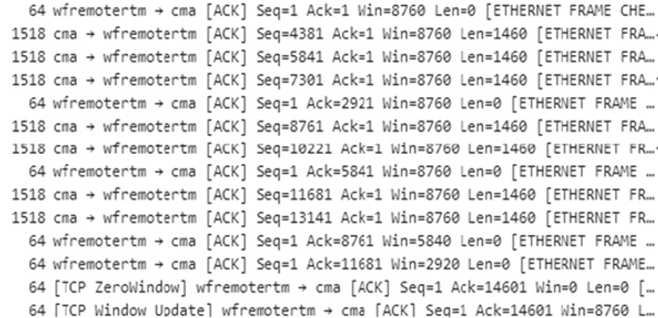 64 wfremotertm → cma [ACK] Seq=1 Ack=1 Win=8760 Len=0 [ETHERNET FRAME CHE…
1518 cma → wfremotertm [ACK] Seq=4381 Ack=1 Win=8760 Len=1460 [ETHERNET FRA…
1518 cma → wfremotertm [ACK] Seq=5841 Ack=1 Win=8760 Len=1460 [ETHERNET FRA…
1518 cma → wfremotertm [ACK] Seq=7301 Ack=1 Win=8760 Len=1460 [ETHERNET FRA…
64 wfremotertm → cma [ACK] Seq=1 Ack=2921 Win=8760 Len=0 [ETHERNET FRAME …
1518 cma → wfremotertm [ACK] Seq=8761 Ack=1 Win=8760 Len=1460 [ETHERNET FRA…
1518 cma → wfremotertm [ACK] Seq=10221 Ack=1 Win=8760 Len=1460 [ETHERNET FR…
64 wfremotertm → cma [ACK] Seq=1 Ack=5841 Win=8760 Len=0 [ETHERNET FRAME …
1518 cma → wfremotertm [ACK] Seq=11681 Ack=1 Win=8760 Len=1460 [ETHERNET FR…
1518 cma → wfremotertm [ACK] Seq=13141 Ack=1 Win=8760 Len=1460 [ETHERNET FR…
64 wfremotertm → cma [ACK] Seq=1 Ack=8761 Win=5840 Len=0 [ETHERNET FRAME …
64 wfremotertm → cma [ACK] Seq=1 Ack=11681 Win=2920 Len=0 [ETHERNET FRAME…
64 [TCP ZeroWindow] wfremotertm → cma [ACK] Seq=1 Ack=14601 Win=0 Len=0 […
64 [TCP Window Update] wfremotertm → cma [ACK] Seq=1 Ack=14601 Win=8760 L…